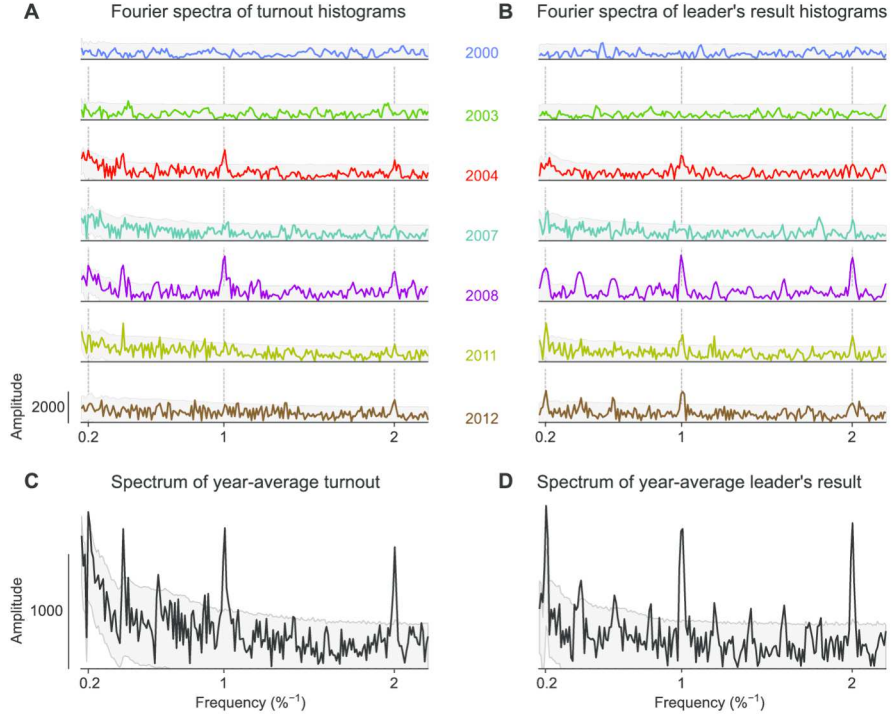 A Fourier spectra of turnout histograms
B Fourier spectra of leader's result histograms
2000
2003
2004
2007
2008
2011
2012
Amplitude
2000
0.2 1 2
0.2 1 2
C Spectrum of year-average turnout
D Spectrum of year-average leader's result
Amplitude
1000
0.2 1 2
0.2 1 2
Frequency (%⁻¹)
Frequency (%⁻¹)